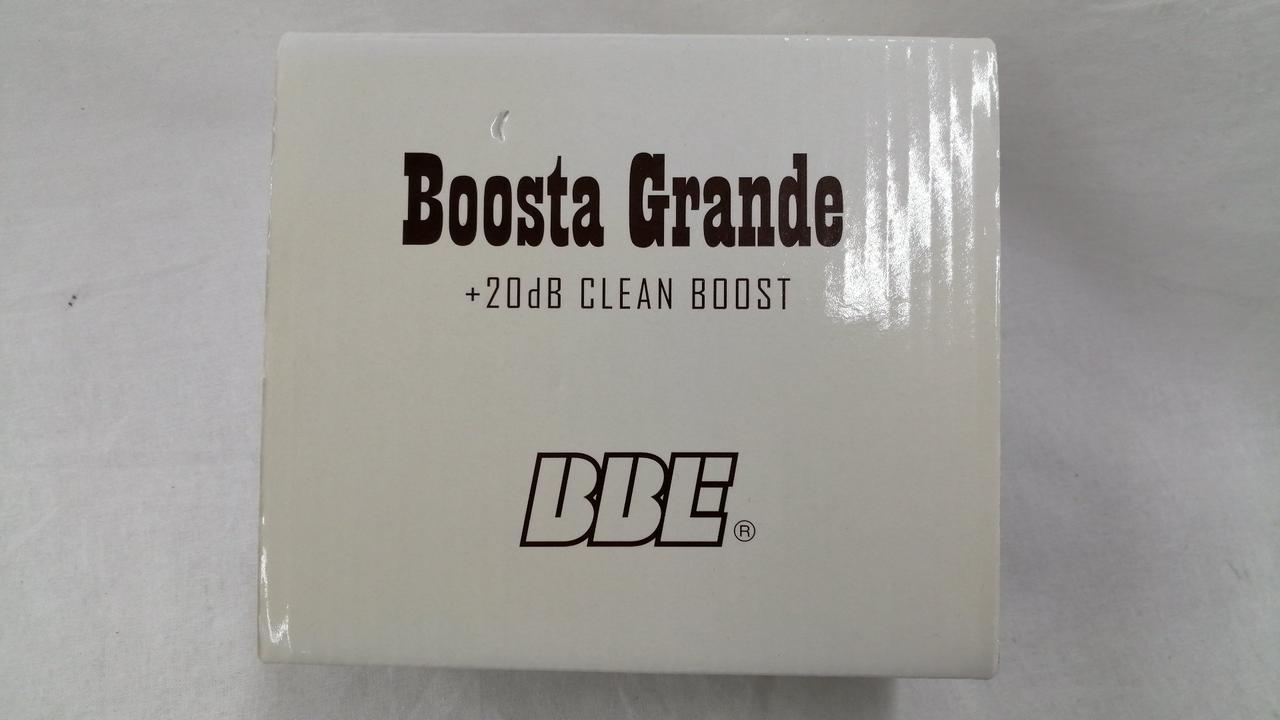 Boosta Grande
+20dB CLEAN BOOST
BBE®